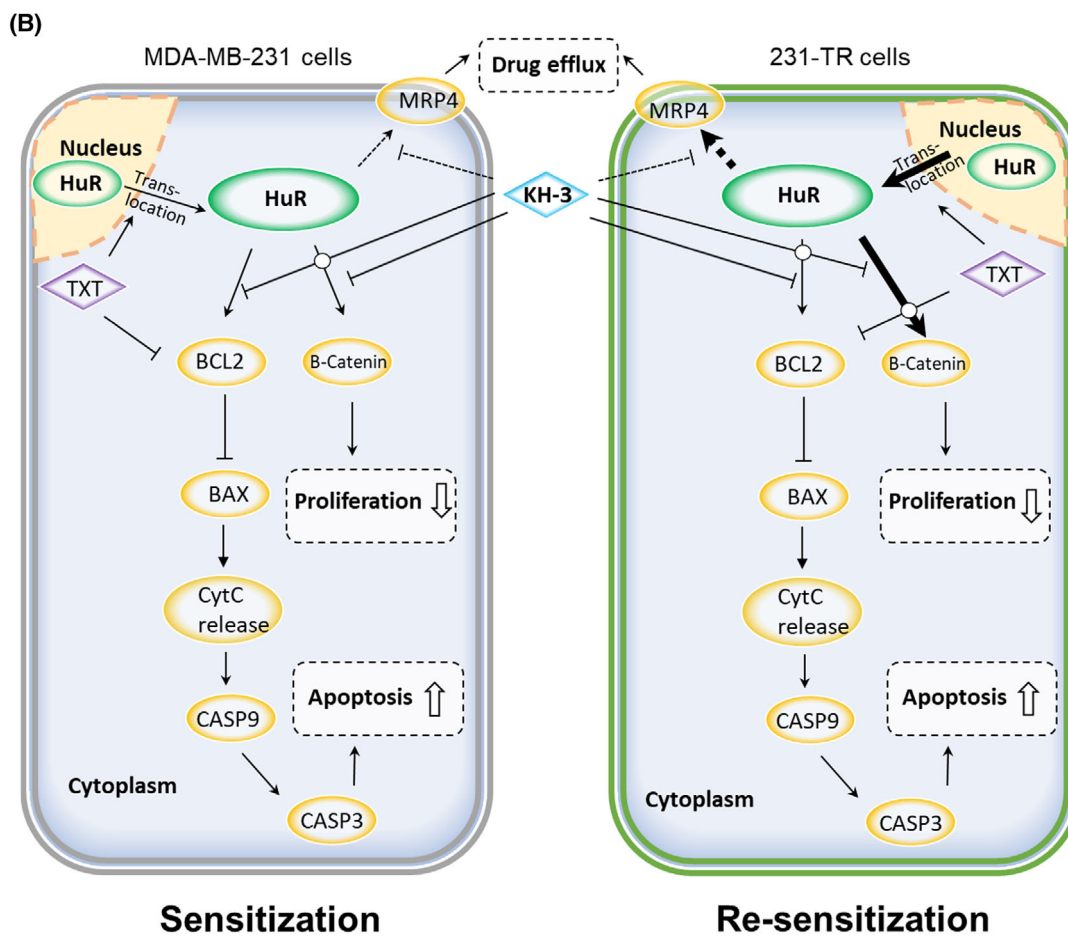 (B)
MDA-MB-231 cells
Drug efflux
231-TR cells
MRP4
Nucleus
HuR
Trans-
location
HuR
TXT
BCL2
B-Catenin
BAX
Proliferation
CytC
release
Apoptosis
CASP9
Cytoplasm
CASP3
Sensitization
KH-3
MRP4
Nucleus
HuR
Trans-
location
HuR
TXT
BCL2
B-Catenin
BAX
Proliferation
CytC
release
Apoptosis
CASP9
Cytoplasm
CASP3
Re-sensitization